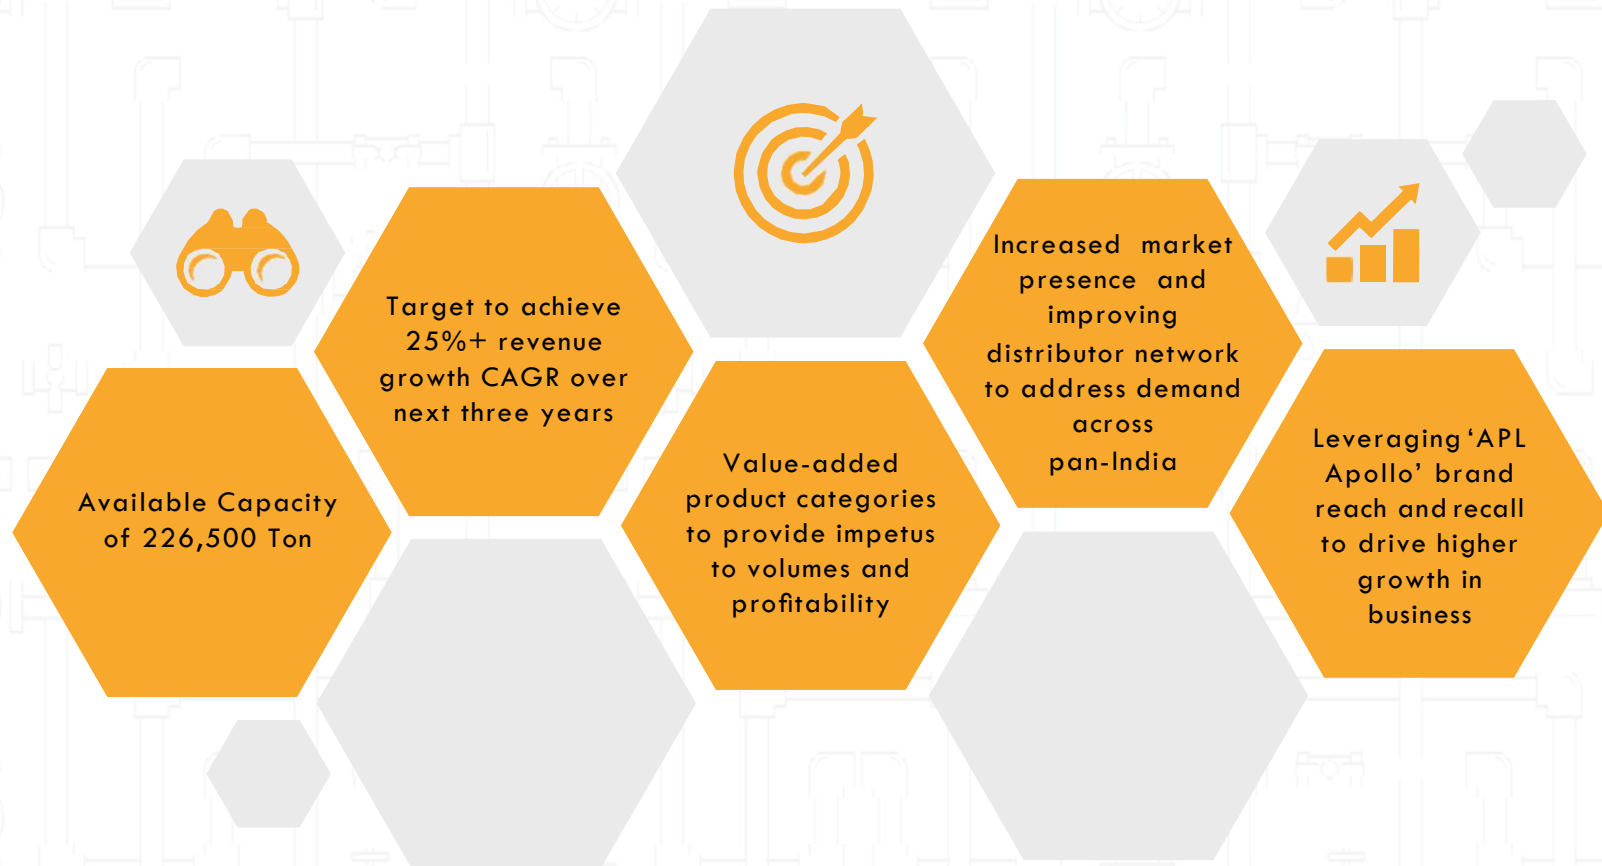 Available Capacity
of 226,500 Ton
Target to achieve
25%+ revenue
growth CAGR over
next three years
Value-added
product categories
to provide impetus
to volumes and
profitability
Increased market
presence and
improving
distributor network
to address demand
across
pan-India
Leveraging ‘APL
Apollo’ brand
reach and recall
to drive higher
growth in
business